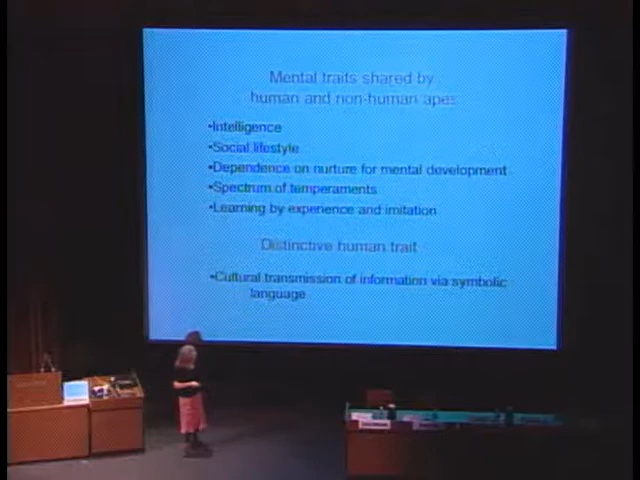 Mental traits shared by
human and non-human apes
•Intelligence
•Social lifestyle
•Dependence on nurture for mental development
•Spectrum of temperaments
•Learning by experience and imitation
Distinctive human trait
•Cultural transmission of information via symbolic
language